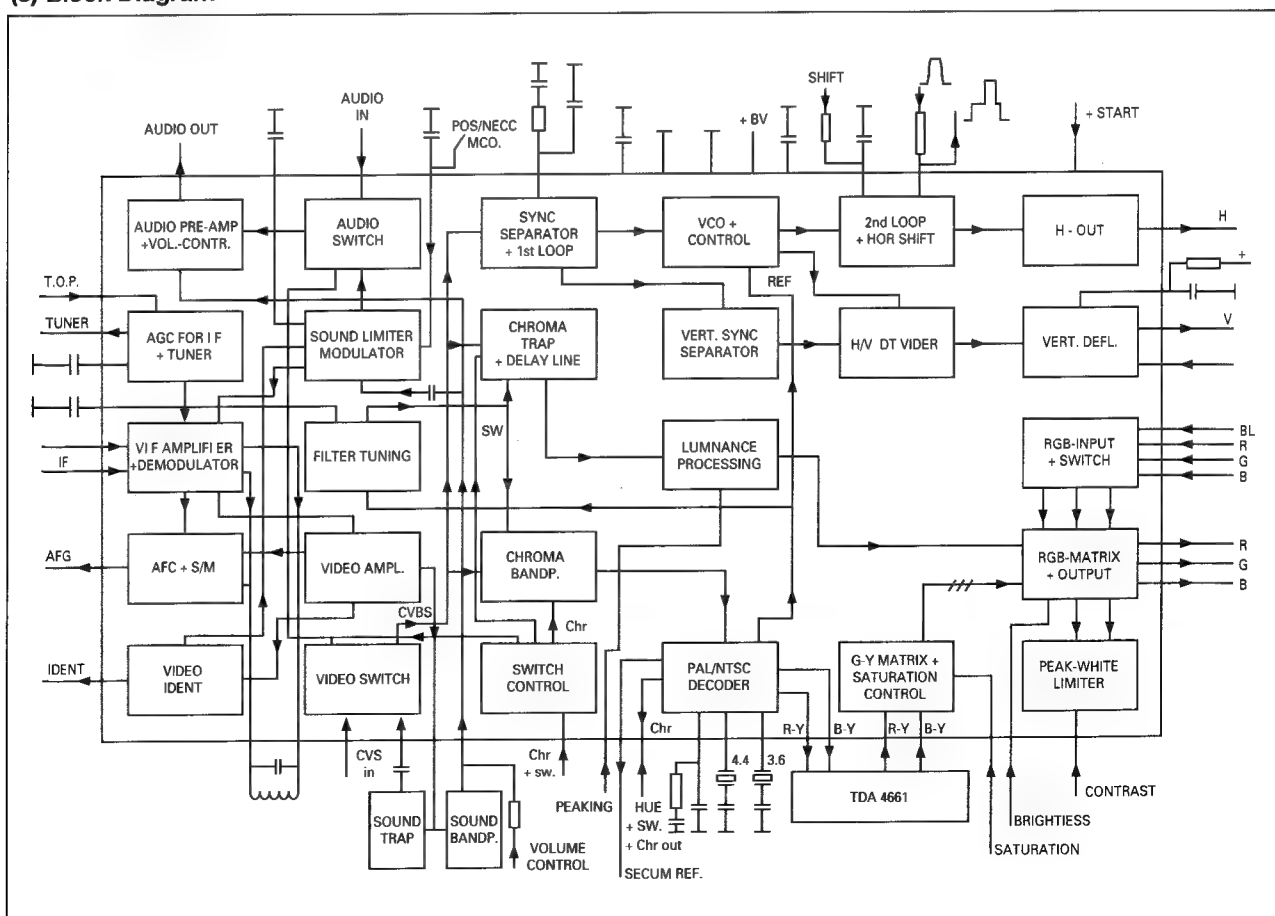 AUDIO OUT
AUDIO
IN
POS/NECC
MCO.
+ BV
SHIFT
+ START
AUDIO PRE-AMP
+VOL.-CONTR.
AUDIO
SWITCH
SYNC
SEPARATOR
+ 1st LOOP
VCO +
CONTROL
2nd LOOP
+ HOR SHIFT
H - OUT
H
REF
+
T.O.P.
TUNER
AGC FOR I F
+ TUNER
SOUND LIMITER
MODULATOR
CHROMA
TRAP
+ DELAY LINE
VERT. SYNC
SEPARATOR
H/V DT VIDER
VERT. DEFL.
V
SW
IF
VI F AMPLIFI ER
+DEMODULATOR
FILTER TUNING
LUMNANCE
PROCESSING
RGB-INPUT
+ SWITCH
BL
R
G
B
AFG
AFC + S/M
VIDEO AMPL.
CHROMA
BANDP.
RGB-MATRIX
+ OUTPUT
R
G
B
CVBS
Chr
IDENT
VIDEO
IDENT
VIDEO SWITCH
SWITCH
CONTROL
PAL/NTSC
DECODER
G-Y MATRIX +
SATURATION
CONTROL
PEAK-WHITE
LIMITER
CVS
in
Chr
+ sw.
Chr
R-Y
B-Y
R-Y
B-Y
4.4
3.6
SOUND
TRAP
SOUND
BANDP.
VOLUME
CONTROL
PEAKING
HUE
+ SW.
+ Chr out
SECUM REF.
TDA 4661
CONTRAST
BRIGHTIESS
SATURATION